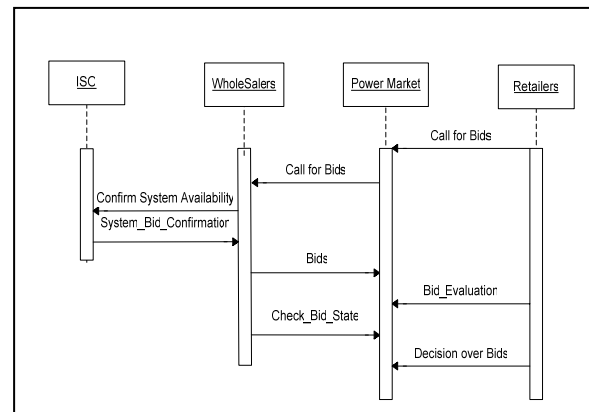 ISC
WholeSalers
Power Market
Retailers
Call for Bids
Call for Bids
Confirm System Availability
System_Bid_Confirmation
Bids
Bid_Evaluation
Check_Bid_State
Decision over Bids